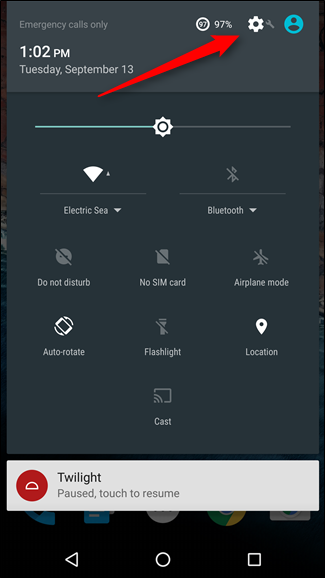 Emergency calls only
97 97%
1:02 PM
Tuesday, September 13
Electric Sea
Bluetooth
Do not disturb
No SIM card
Airplane mode
Auto-rotate
Flashlight
Location
Cast
Twilight
Paused, touch to resume